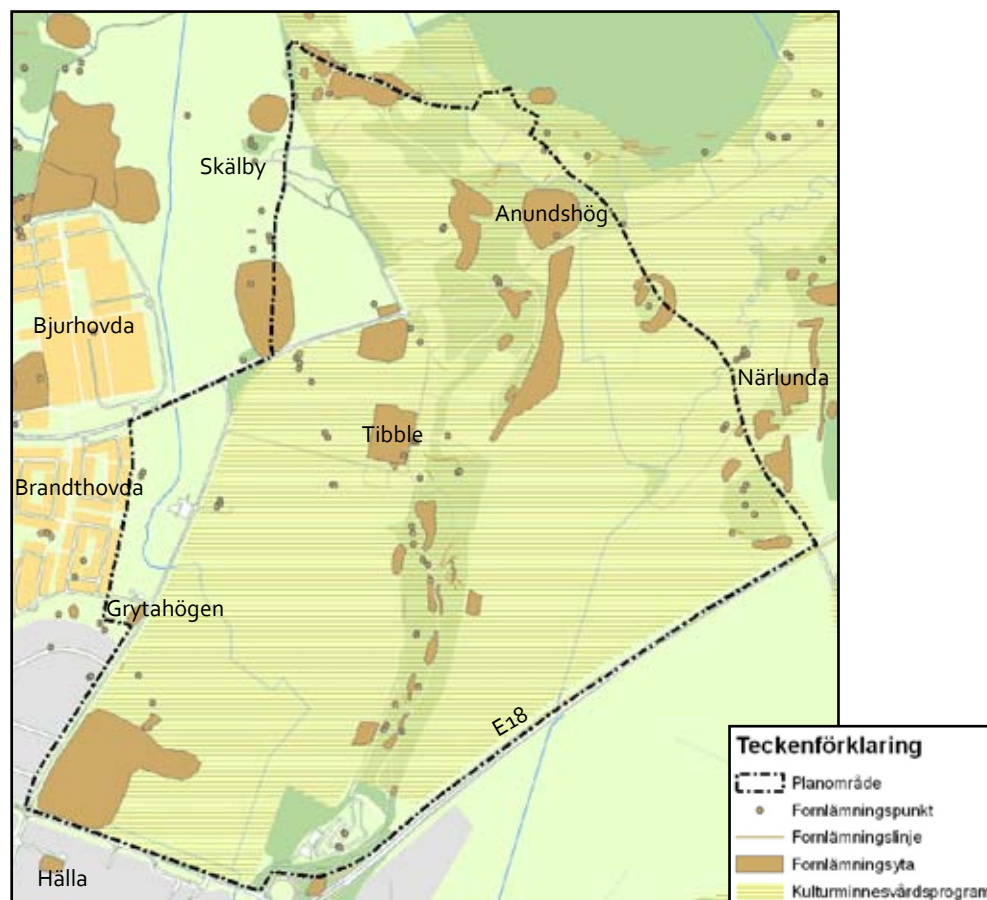 Skälby
Anundshög
Bjurhovda
Närlunda
Tibble
Brandthovda
Grytahögen
E18
Hälla
Teckenförklaring
Planområde
Fornlämningspunkt
Fornlämningslinje
Fornlämningsyta
Kulturminnesvårdsprogram